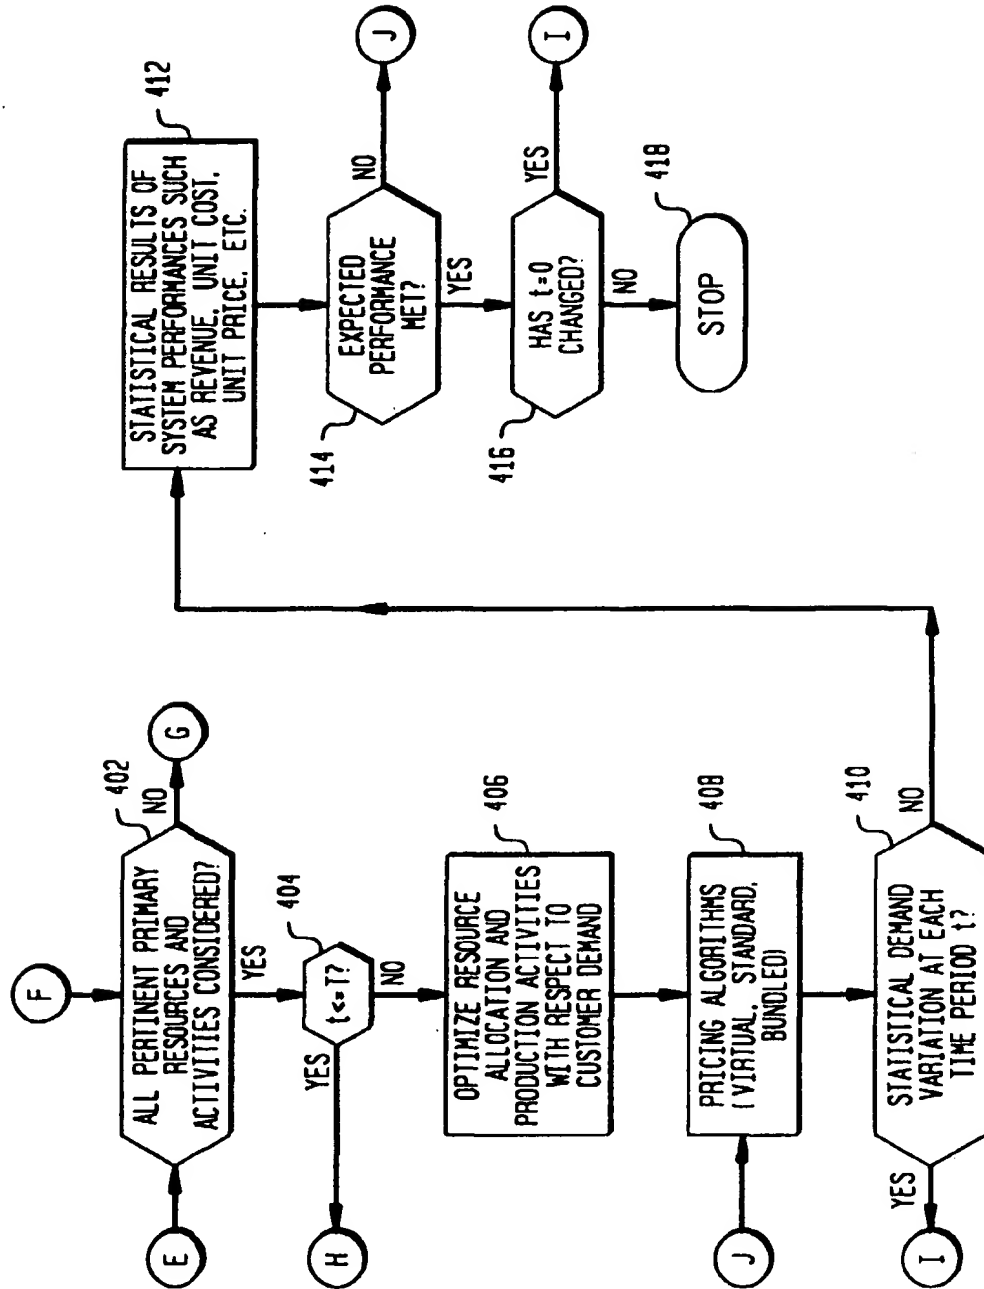 F
E
ALL PERTINENT PRIMARY
RESOURCES AND
ACTIVITIES CONSIDERED?
402
NO
G
YES
404
t<=T?
YES
H
NO
OPTIMIZE RESOURCE
ALLOCATION AND
PRODUCTION ACTIVITIES
WITH RESPECT TO
CUSTOMER DEMAND
406
J
PRICING ALGORITHMS
(VIRTUAL, STANDARD,
BUNDLED)
408
STATISTICAL DEMAND
VARIATION AT EACH
TIME PERIOD t?
410
YES
I
NO
STATISTICAL RESULTS OF
SYSTEM PERFORMANCES SUCH
AS REVENUE, UNIT COST,
UNIT PRICE, ETC.
412
EXPECTED
PERFORMANCE
MET?
414
NO
J
YES
HAS t=0
CHANGED?
416
YES
I
NO
STOP
418